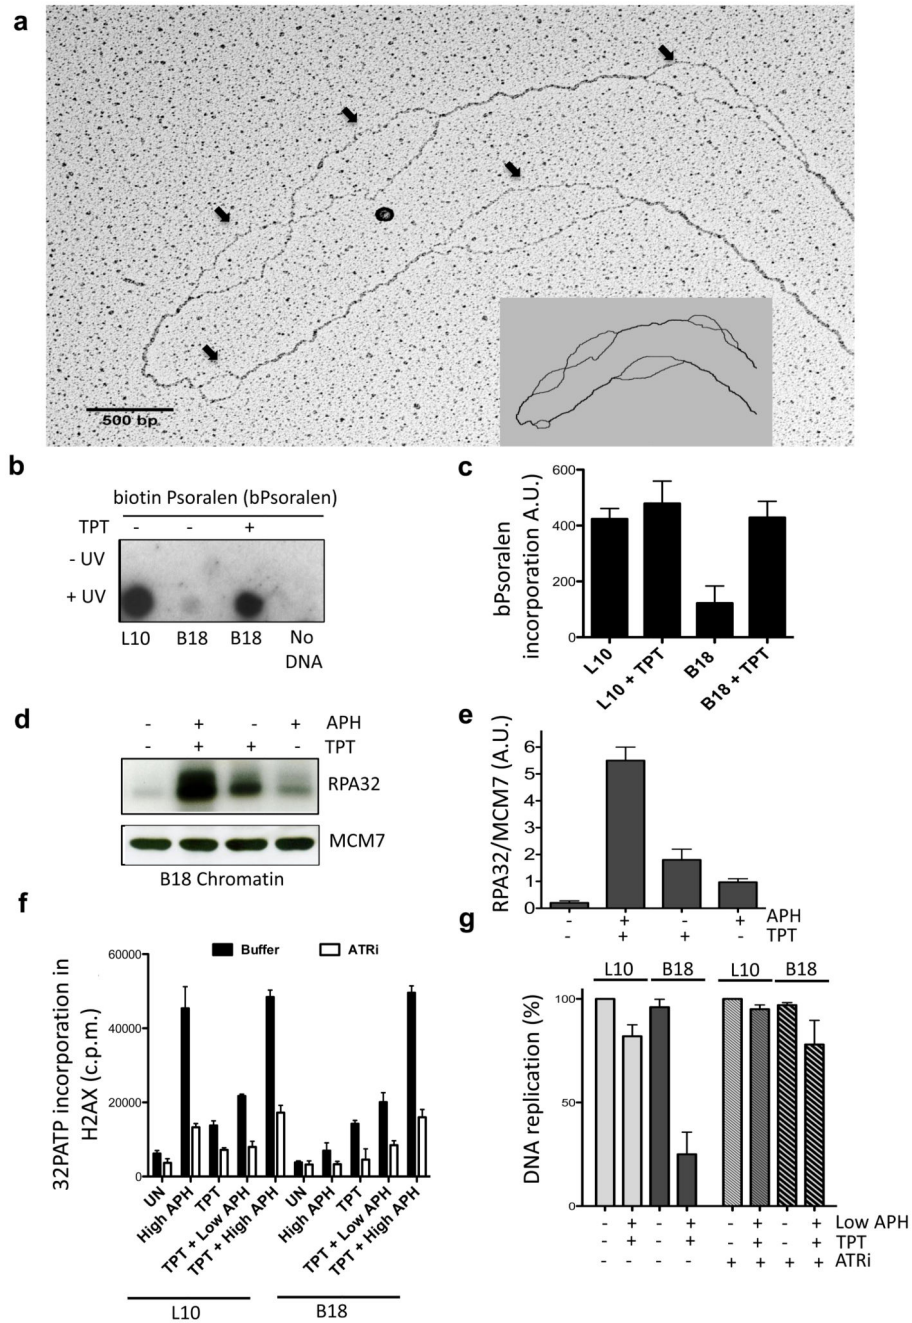 a
500 bp
b
biotin Psoralen (bPsoralen)
TPT - - +
- UV
+ UV
L10 B18 B18 No DNA
c
bPsoralen
incorporation A.U.
600
400
200
0
L10
L10 + TPT
B18
B18 + TPT
d
- + - + APH
- + + - TPT
RPA32
MCM7
B18 Chromatin
e
RPA32/MCM7 (A.U.)
6
5
4
3
2
1
0
- + - + APH
- + + - TPT
f
Buffer ATRi
32PATP incorporation in
H2AX (c.p.m.)
60000
40000
20000
0
UN
High APH
TPT
TPT + Low APH
TPT + High APH
UN
High APH
TPT
TPT + Low APH
TPT + High APH
L10 B18
g
L10 B18 L10 B18
DNA replication (%)
100
50
0
- + - + - + - + Low APH
- + - + - + - + TPT
- - - - + + + + ATRi